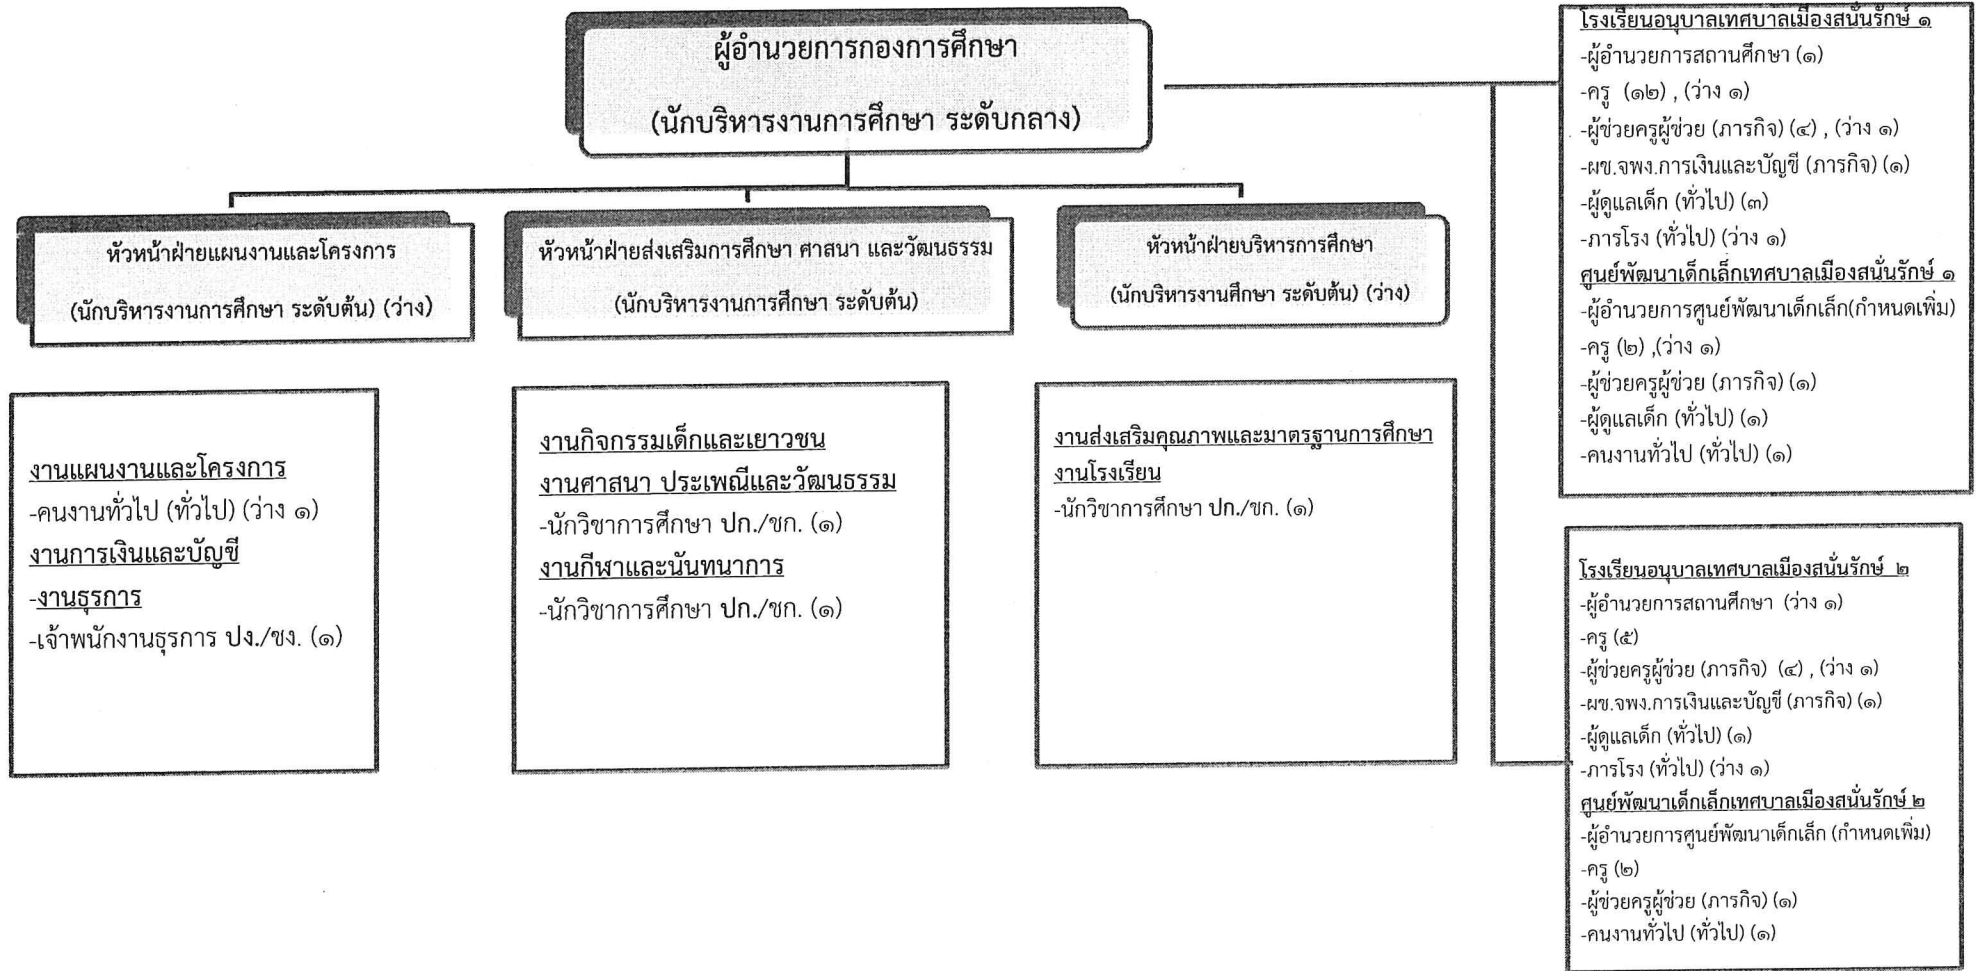 ผู้อำนวยการกองการศึกษา
(นักบริหารงานการศึกษา ระดับกลาง)
หัวหน้าฝ่ายแผนงานและโครงการ
(นักบริหารงานการศึกษา ระดับต้น) (ว่าง)
หัวหน้าฝ่ายส่งเสริมการศึกษา ศาสนา และวัฒนธรรม
(นักบริหารงานการศึกษา ระดับต้น)
หัวหน้าฝ่ายบริหารการศึกษา
(นักบริหารงานศึกษา ระดับต้น) (ว่าง)
งานแผนงานและโครงการ
-คนงานทั่วไป (ทั่วไป) (ว่าง ๑)
งานการเงินและบัญชี
-งานธุรการ
-เจ้าพนักงานธุรการ ปง./ชง. (๑)
งานกิจกรรมเด็กและเยาวชน
งานศาสนา ประเพณีและวัฒนธรรม
-นักวิชาการศึกษา ปก./ชก. (๑)
งานกีฬาและนันทนาการ
-นักวิชาการศึกษา ปก./ชก. (๑)
งานส่งเสริมคุณภาพและมาตรฐานการศึกษา
งานโรงเรียน
-นักวิชาการศึกษา ปก./ชก. (๑)
โรงเรียนอนุบาลเทศบาลเมืองสนั่นรักษ์ ๑
-ผู้อำนวยการสถานศึกษา (๑)
-ครู (๑๒) , (ว่าง ๑)
-ผู้ช่วยครูผู้ช่วย (ภารกิจ) (๔) , (ว่าง ๑)
-ผช.จพง.การเงินและบัญชี (ภารกิจ) (๑)
-ผู้ดูแลเด็ก (ทั่วไป) (๓)
-ภารโรง (ทั่วไป) (ว่าง ๑)
ศูนย์พัฒนาเด็กเล็กเทศบาลเมืองสนั่นรักษ์ ๑
-ผู้อำนวยการศูนย์พัฒนาเด็กเล็ก(กำหนดเพิ่ม)
-ครู (๒) ,(ว่าง ๑)
-ผู้ช่วยครูผู้ช่วย (ภารกิจ) (๑)
-ผู้ดูแลเด็ก (ทั่วไป) (๑)
-คนงานทั่วไป (ทั่วไป) (๑)
โรงเรียนอนุบาลเทศบาลเมืองสนั่นรักษ์ ๒
-ผู้อำนวยการสถานศึกษา (ว่าง ๑)
-ครู (๕)
-ผู้ช่วยครูผู้ช่วย (ภารกิจ) (๔) , (ว่าง ๑)
-ผช.จพง.การเงินและบัญชี (ภารกิจ) (๑)
-ผู้ดูแลเด็ก (ทั่วไป) (๑)
-ภารโรง (ทั่วไป) (ว่าง ๑)
ศูนย์พัฒนาเด็กเล็กเทศบาลเมืองสนั่นรักษ์ ๒
-ผู้อำนวยการศูนย์พัฒนาเด็กเล็ก (กำหนดเพิ่ม)
-ครู (๒)
-ผู้ช่วยครูผู้ช่วย (ภารกิจ) (๑)
-คนงานทั่วไป (ทั่วไป) (๑)